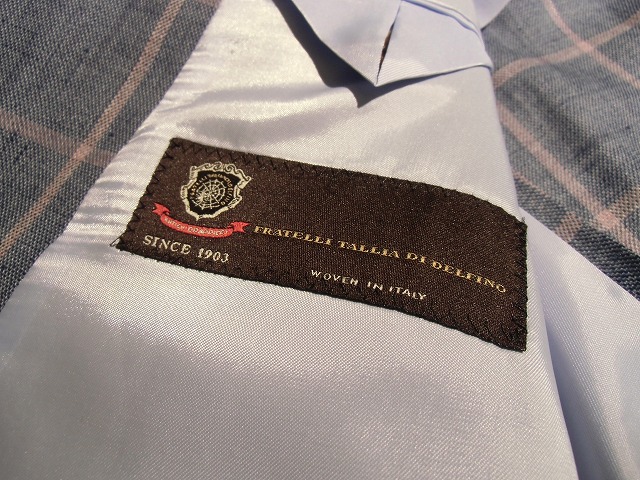 FRATELLI TALLIA DI DELFINO
SINCE 1903
WOVEN IN ITALY